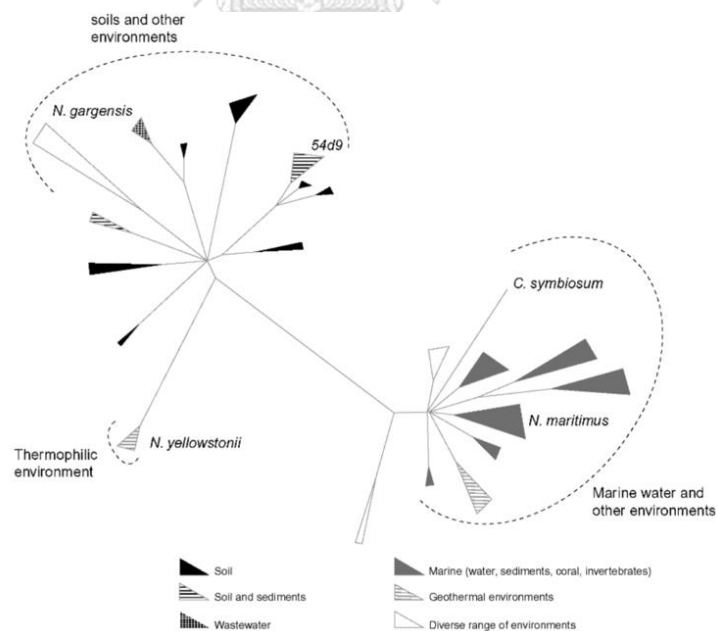 soils and other
environments
N. gargensis
54d9
C. symbiosum
N. maritimus
N. yellowstonii
Thermophilic
environment
Marine water and
other environments
Soil
Marine (water, sediments, coral, invertebrates)
Soil and sediments
Geothermal environments
Wastewater
Diverse range of environments